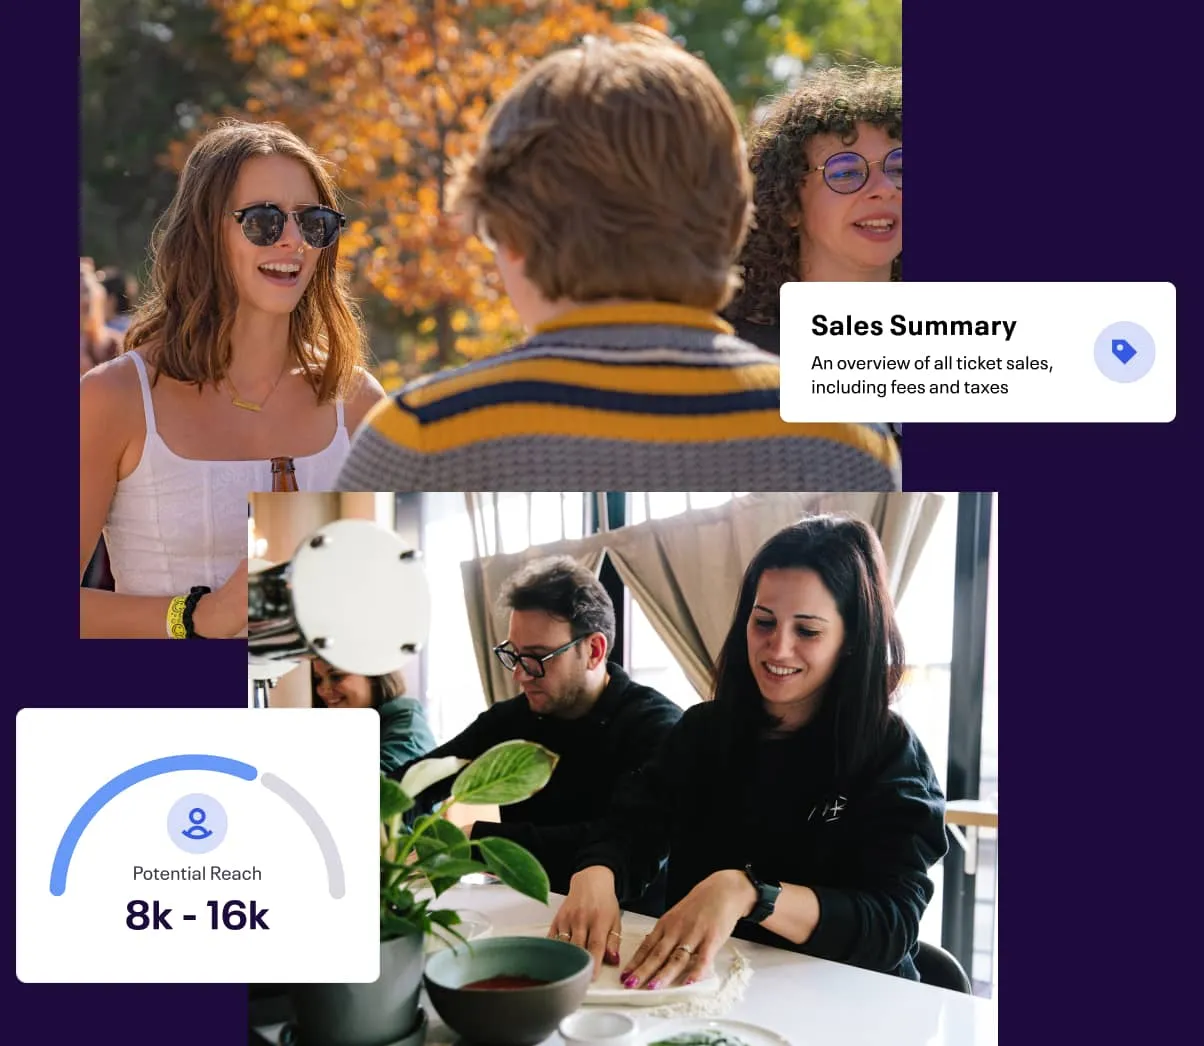 Sales Summary
An overview of all ticket sales,
including fees and taxes
Potential Reach
8k - 16k